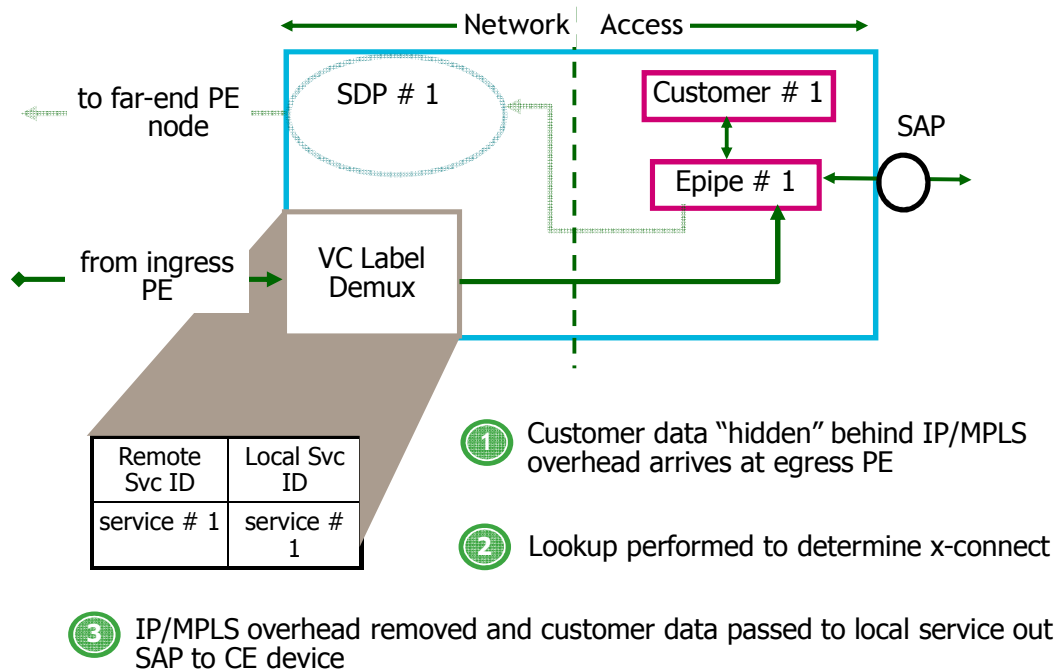 Network Access
to far-end PE
node
SDP # 1
Customer # 1
SAP
Epipe # 1
from ingress
PE
VC Label
Demux
Remote
Svc ID
Local Svc
ID
service # 1
service #
1
1 Customer data “hidden” behind IP/MPLS
overhead arrives at egress PE
2 Lookup performed to determine x-connect
3 IP/MPLS overhead removed and customer data passed to local service out
SAP to CE device